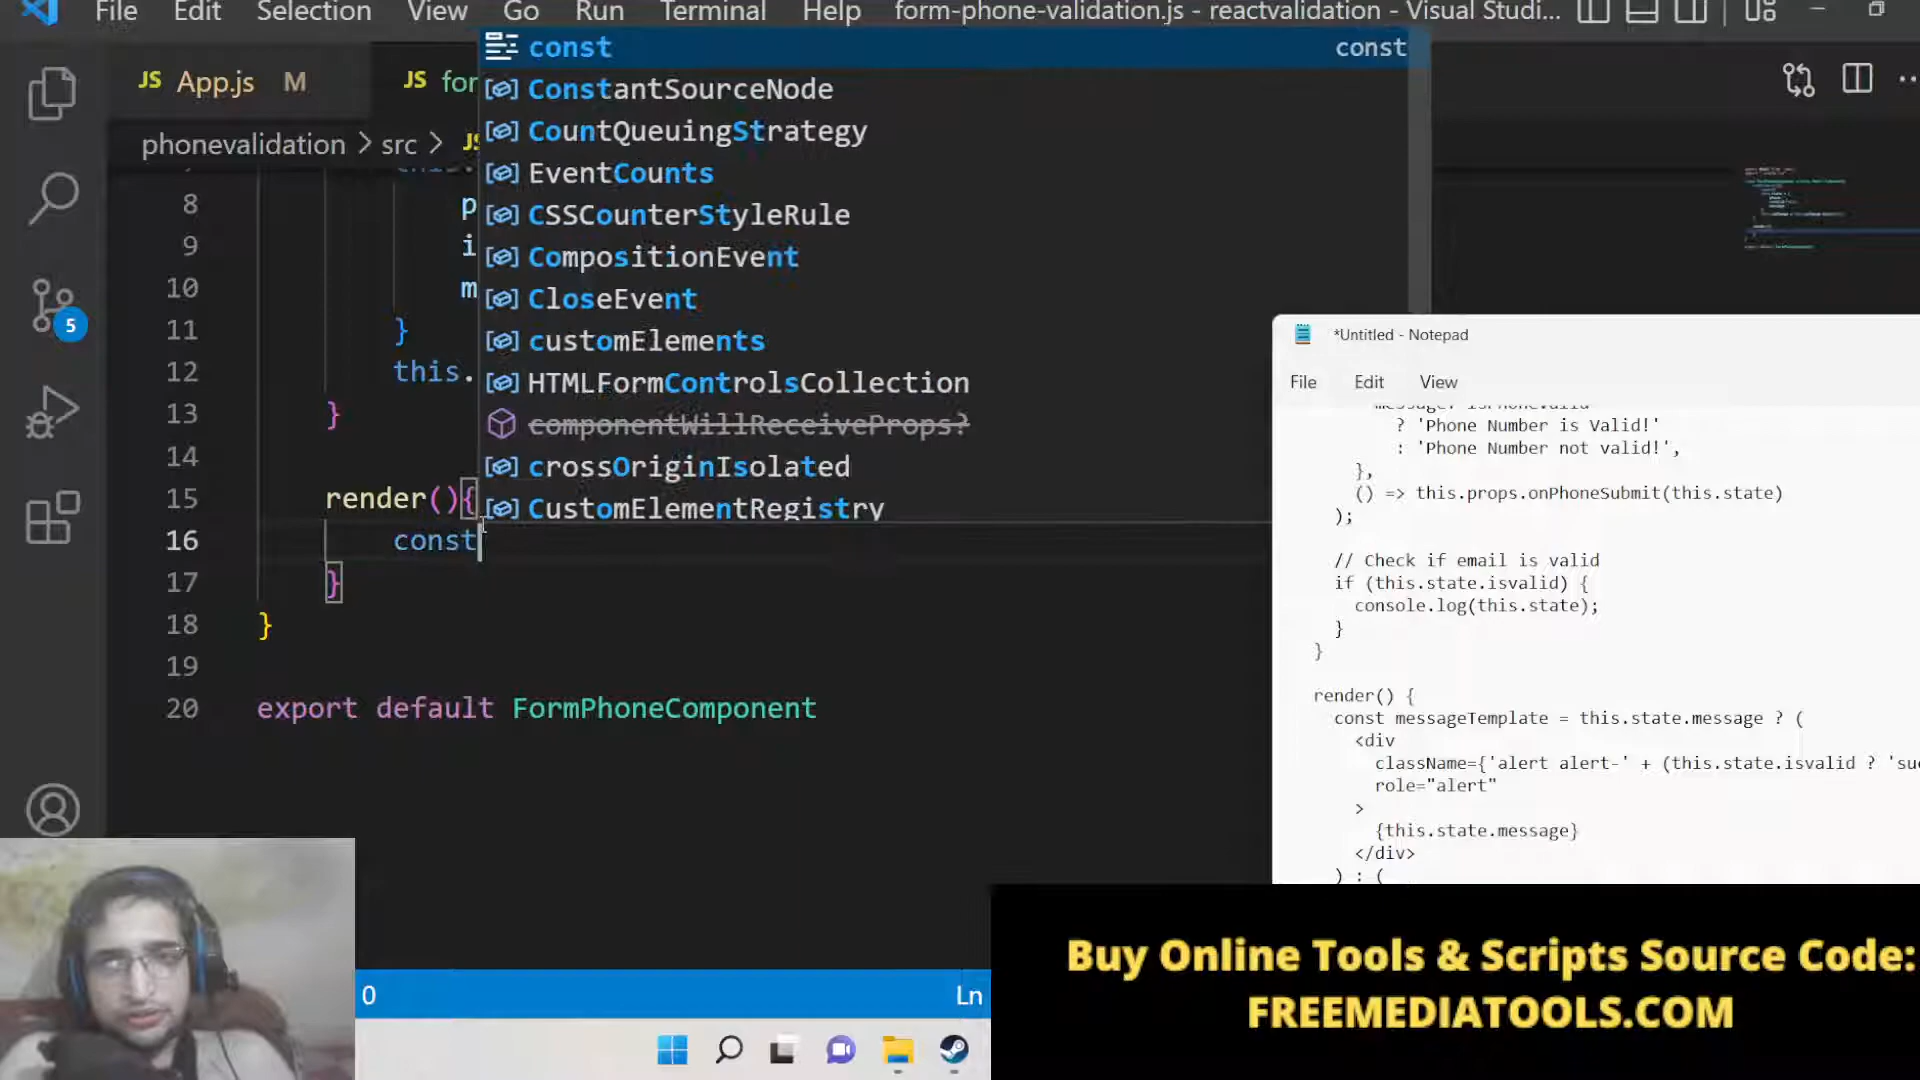 File Edit Selection View Go Run Terminal Help form-phone-validation.js - reactvalidation - Visual Studi...
JS App.js M JS for
phonevalidation > src > JS
8 p
9 i
10 m
11 }
12 this.
13 }
14
15 render(){
16 const
17 }
18 }
19
20 export default FormPhoneComponent
const const
ConstantSourceNode
CountQueuingStrategy
EventCounts
CSSCounterStyleRule
CompositionEvent
CloseEvent
customElements
HTMLFormControlsCollection
componentWillReceiveProps?
crossOriginIsolated
CustomElementRegistry
5
*Untitled - Notepad
File Edit View
? 'Phone Number is Valid!'
: 'Phone Number not valid!',
},
() => this.props.onPhoneSubmit(this.state)
);
// Check if email is valid
if (this.state.isvalid) {
console.log(this.state);
}
}
render() {
const messageTemplate = this.state.message ? (
<div
className={'alert alert-' + (this.state.isvalid ? 'su
role="alert"
>
{this.state.message}
</div>
) : (
0 Ln
Buy Online Tools & Scripts Source Code:
FREEMEDIATOOLS.COM